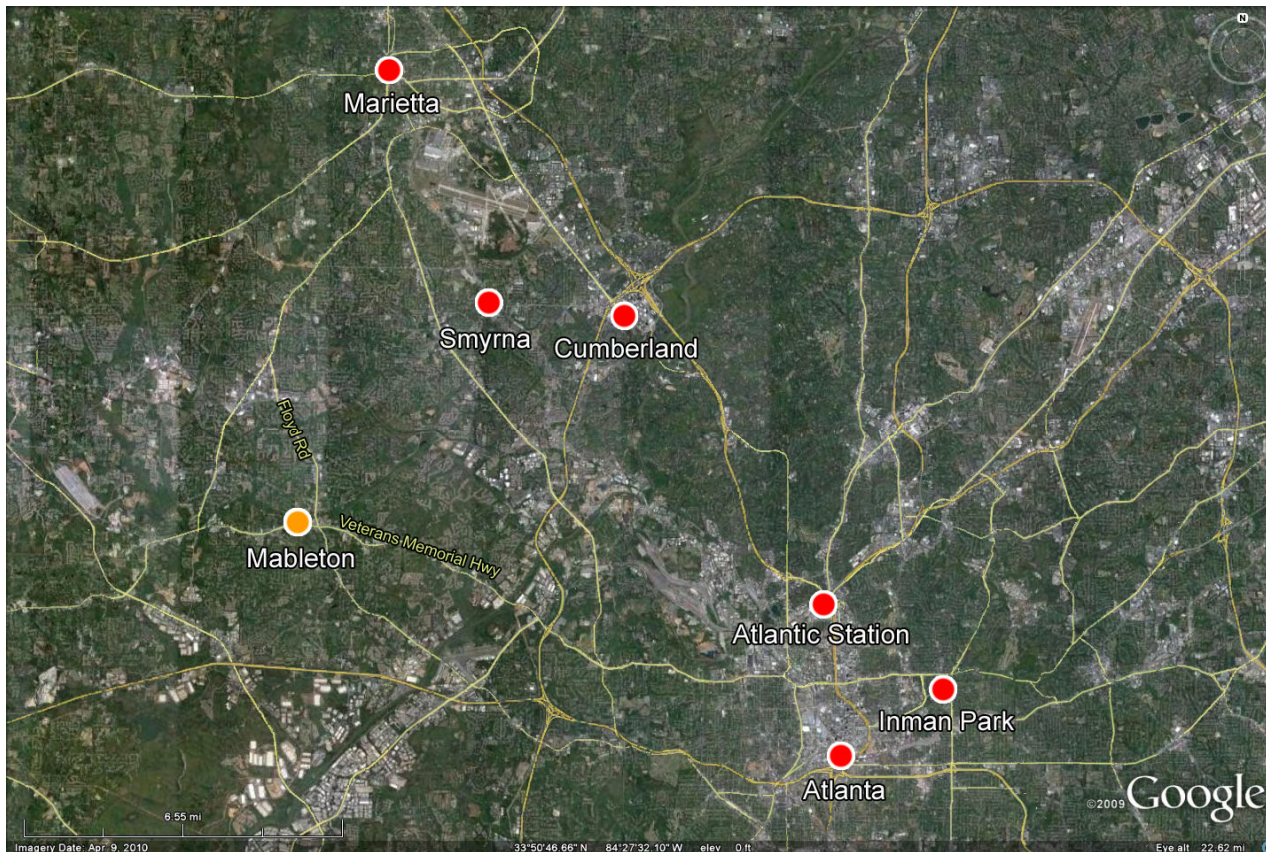 N
Marietta
Smyrna
Cumberland
Floyd Rd
Veterans Memorial Hwy
Mableton
Atlantic Station
Inman Park
Atlanta
©2009 Google
6.55 mi
Imagery Date: Apr 9, 2010
33°50'46.66" N 84°27'32.10" W elev 0 ft
Eye alt 22.62 mi